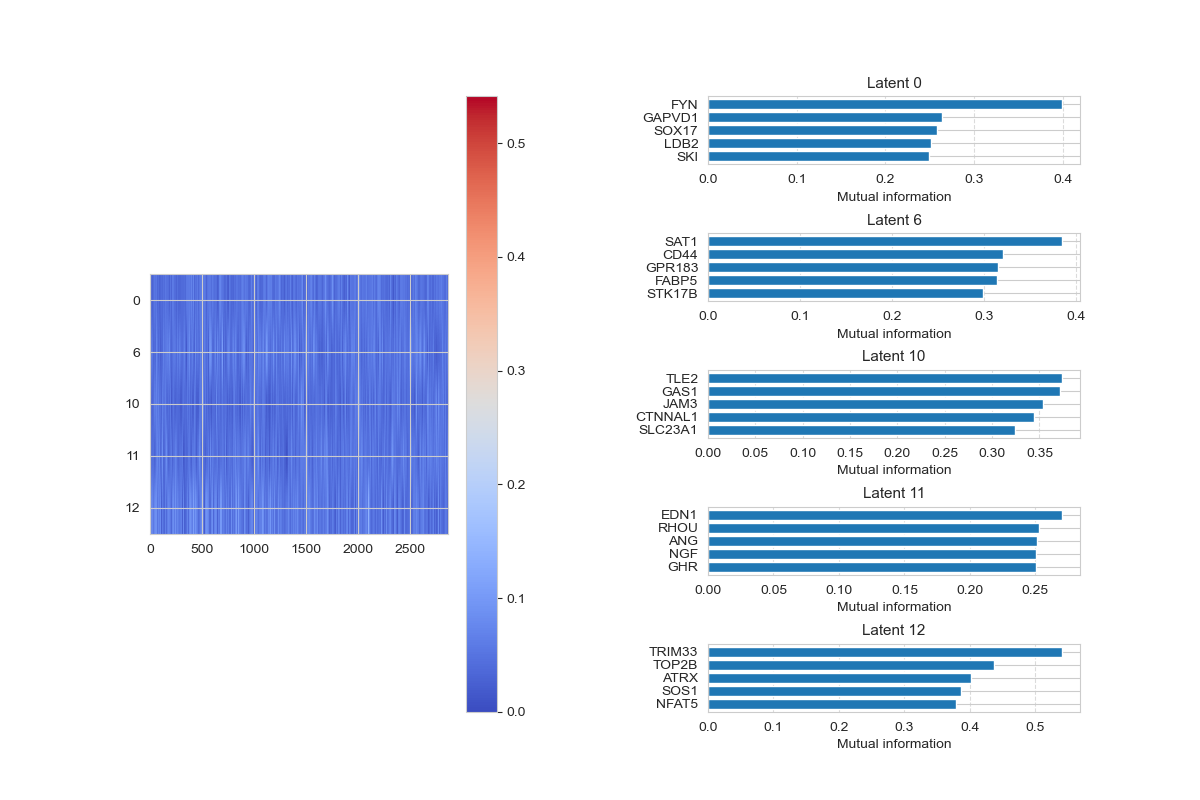 0
6
10
11
12
0 500 1000 1500 2000 2500
0.5
0.4
0.3
0.2
0.1
0.0
Latent 0
FYN
GAPVD1
SOX17
LDB2
SKI
0.0 0.1 0.2 0.3 0.4
Mutual information
Latent 6
SAT1
CD44
GPR183
FABP5
STK17B
0.0 0.1 0.2 0.3 0.4
Mutual information
Latent 10
TLE2
GAS1
JAM3
CTNNAL1
SLC23A1
0.00 0.05 0.10 0.15 0.20 0.25 0.30 0.35
Mutual information
Latent 11
EDN1
RHOU
ANG
NGF
GHR
0.00 0.05 0.10 0.15 0.20 0.25
Mutual information
Latent 12
TRIM33
TOP2B
ATRX
SOS1
NFAT5
0.0 0.1 0.2 0.3 0.4 0.5
Mutual information